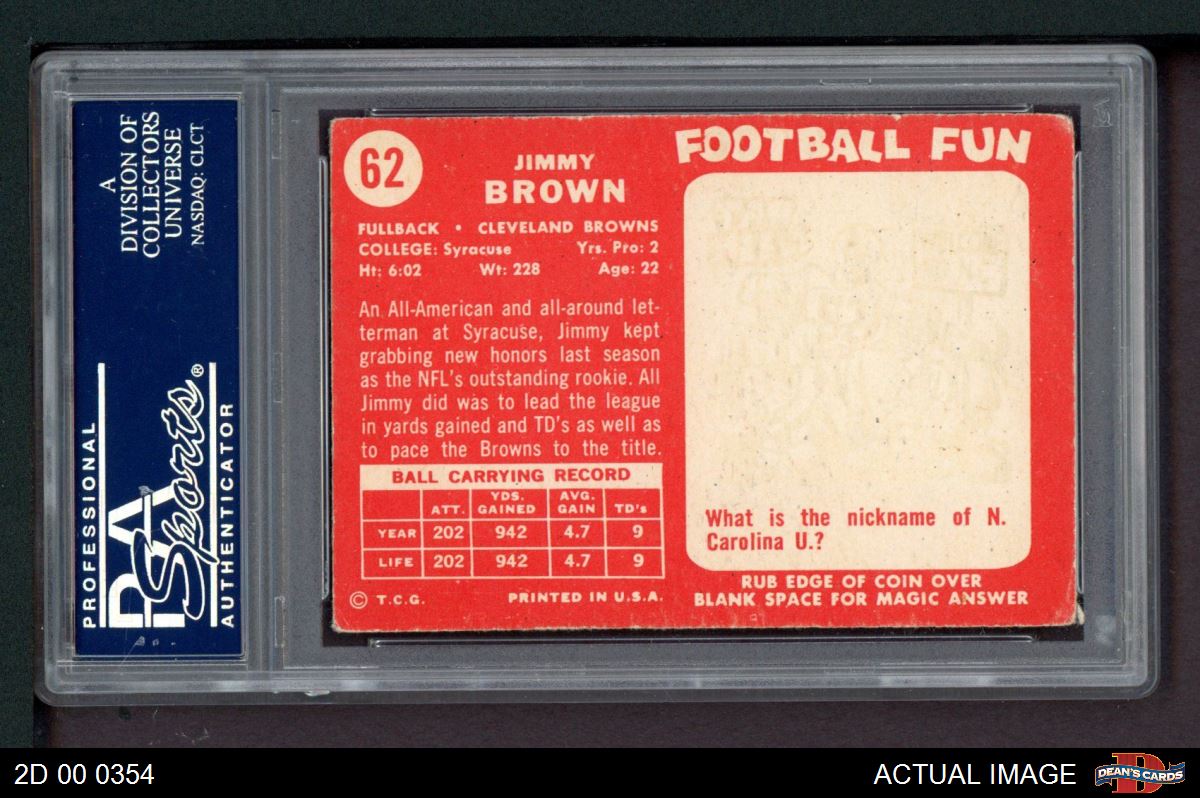 A
DIVISION OF
COLLECTORS
UNIVERSE
NASDAQ: CLCT
PROFESSIONAL
PSA
Sports®
AUTHENTICATOR
62
JIMMY
BROWN
FULLBACK • CLEVELAND BROWNS
COLLEGE: Syracuse Yrs. Pro: 2
Ht: 6:02 Wt: 228 Age: 22
An All-American and all-around let-
terman at Syracuse, Jimmy kept
grabbing new honors last season
as the NFL's outstanding rookie. All
Jimmy did was to lead the league
in yards gained and TD's as well as
to pace the Browns to the title.
BALL CARRYING RECORD
ATT. YDS. GAINED AVG. GAIN TD's
YEAR 202 942 4.7 9
LIFE 202 942 4.7 9
© T.C.G. PRINTED IN U.S.A.
FOOTBALL FUN
What is the nickname of N.
Carolina U.?
RUB EDGE OF COIN OVER
BLANK SPACE FOR MAGIC ANSWER
2D 00 0354
ACTUAL IMAGE
D
DEAN'S CARDS